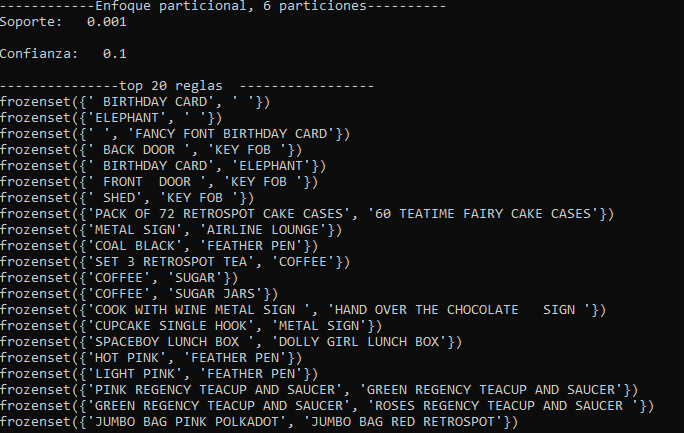 ------------Enfoque particional, 6 particiones----------
Soporte:   0.001
Confianza:   0.1
---------------top 20 reglas  -----------------
frozenset({' BIRTHDAY CARD', ' '})
frozenset({'ELEPHANT', ' '})
frozenset({' ', 'FANCY FONT BIRTHDAY CARD'})
frozenset({' BACK DOOR ', 'KEY FOB '})
frozenset({' BIRTHDAY CARD', 'ELEPHANT'})
frozenset({' FRONT  DOOR ', 'KEY FOB '})
frozenset({' SHED', 'KEY FOB '})
frozenset({'PACK OF 72 RETROSPOT CAKE CASES', '60 TEATIME FAIRY CAKE CASES'})
frozenset({'METAL SIGN', 'AIRLINE LOUNGE'})
frozenset({'COAL BLACK', 'FEATHER PEN'})
frozenset({'SET 3 RETROSPOT TEA', 'COFFEE'})
frozenset({'COFFEE', 'SUGAR'})
frozenset({'COFFEE', 'SUGAR JARS'})
frozenset({'COOK WITH WINE METAL SIGN ', 'HAND OVER THE CHOCOLATE   SIGN '})
frozenset({'CUPCAKE SINGLE HOOK', 'METAL SIGN'})
frozenset({'SPACEBOY LUNCH BOX ', 'DOLLY GIRL LUNCH BOX'})
frozenset({'HOT PINK', 'FEATHER PEN'})
frozenset({'LIGHT PINK', 'FEATHER PEN'})
frozenset({'PINK REGENCY TEACUP AND SAUCER', 'GREEN REGENCY TEACUP AND SAUCER'})
frozenset({'GREEN REGENCY TEACUP AND SAUCER', 'ROSES REGENCY TEACUP AND SAUCER '})
frozenset({'JUMBO BAG PINK POLKADOT', 'JUMBO BAG RED RETROSPOT'})